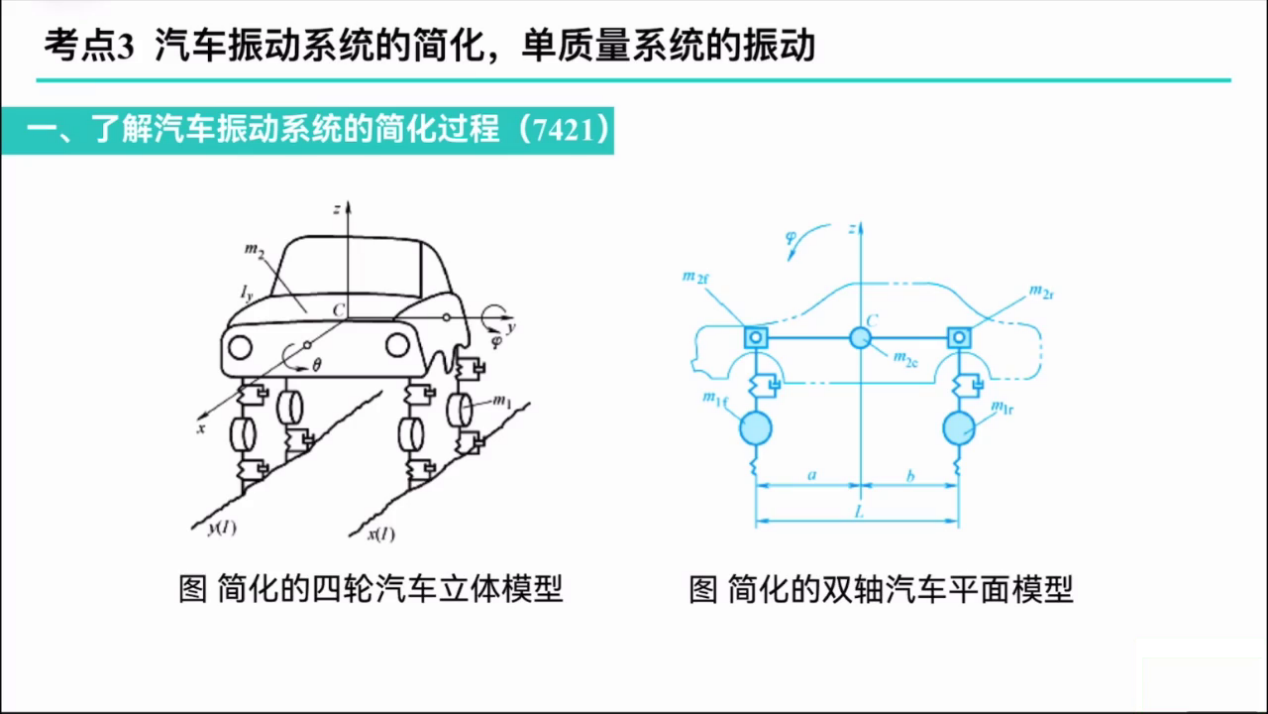 考点3 汽车振动系统的简化，单质量系统的振动
一、了解汽车振动系统的简化过程（7421）
z
m₂
I_y
C
y
φ
θ
m₁
x
y(I)
x(I)
φ
z
m₂f
m₂r
C
m₂c
m₁f
m₁r
a
b
L
图 简化的四轮汽车立体模型
图 简化的双轴汽车平面模型